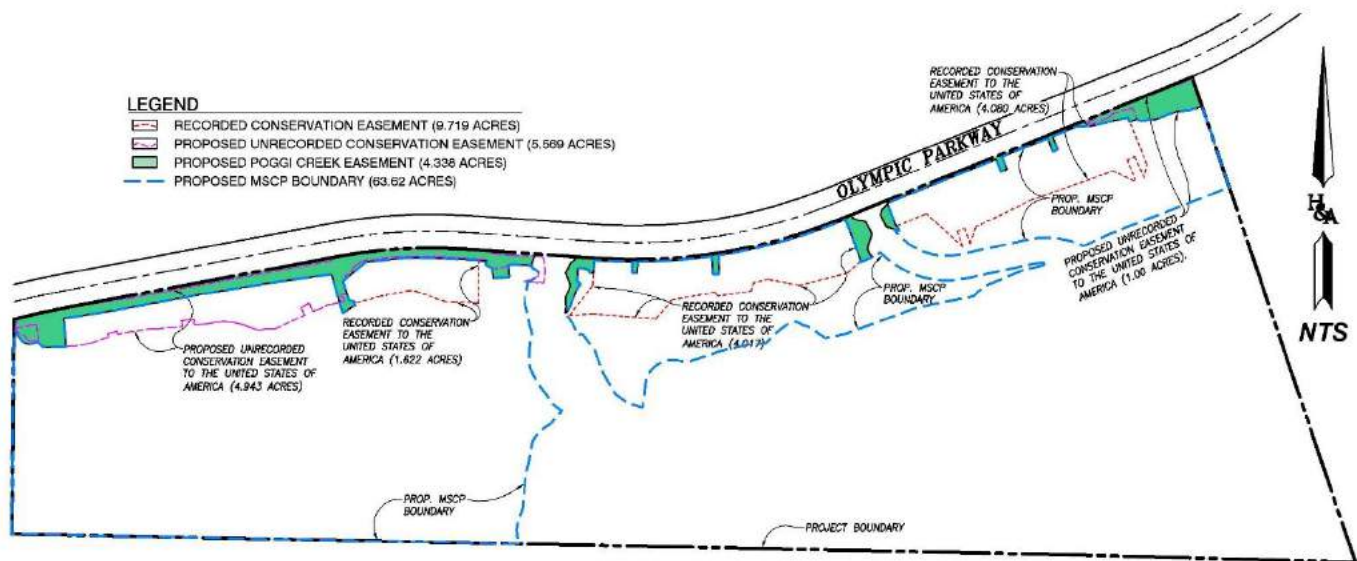 RECORDED CONSERVATION
EASEMENT TO THE
UNITED STATES OF
AMERICA (4.080 ACRES)
LEGEND
RECORDED CONSERVATION EASEMENT (9.719 ACRES)
PROPOSED UNRECORDED CONSERVATION EASEMENT (5.569 ACRES)
PROPOSED POGGI CREEK EASEMENT (4.338 ACRES)
PROPOSED MSCP BOUNDARY (63.62 ACRES)
OLYMPIC PARKWAY
H&A
NTS
PROP. MSCP
BOUNDARY
PROPOSED UNRECORDED
CONSERVATION EASEMENT
TO THE UNITED STATES OF
AMERICA (1.00 ACRES).
PROP. MSCP
BOUNDARY
RECORDED CONSERVATION
EASEMENT TO THE
UNITED STATES OF
AMERICA (4.017)
RECORDED CONSERVATION
EASEMENT TO THE
UNITED STATES OF
AMERICA (1.622 ACRES)
PROPOSED UNRECORDED
CONSERVATION EASEMENT
TO THE UNITED STATES OF
AMERICA (4.943 ACRES)
PROP. MSCP
BOUNDARY
PROJECT BOUNDARY